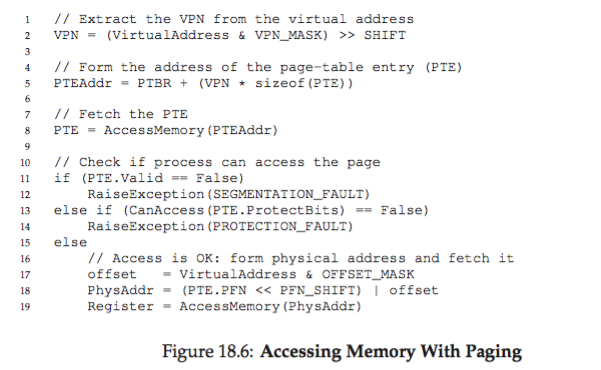 1 // Extract the VPN from the virtual address
2 VPN = (VirtualAddress & VPN_MASK) >> SHIFT
3
4 // Form the address of the page-table entry (PTE)
5 PTEAddr = PTBR + (VPN * sizeof(PTE))
6
7 // Fetch the PTE
8 PTE = AccessMemory(PTEAddr)
9
10 // Check if process can access the page
11 if (PTE.Valid == False)
12     RaiseException(SEGMENTATION_FAULT)
13 else if (CanAccess(PTE.ProtectBits) == False)
14     RaiseException(PROTECTION_FAULT)
15 else
16     // Access is OK: form physical address and fetch it
17     offset   = VirtualAddress & OFFSET_MASK
18     PhysAddr = (PTE.PFN << PFN_SHIFT) | offset
19     Register = AccessMemory(PhysAddr)
Figure 18.6: Accessing Memory With Paging